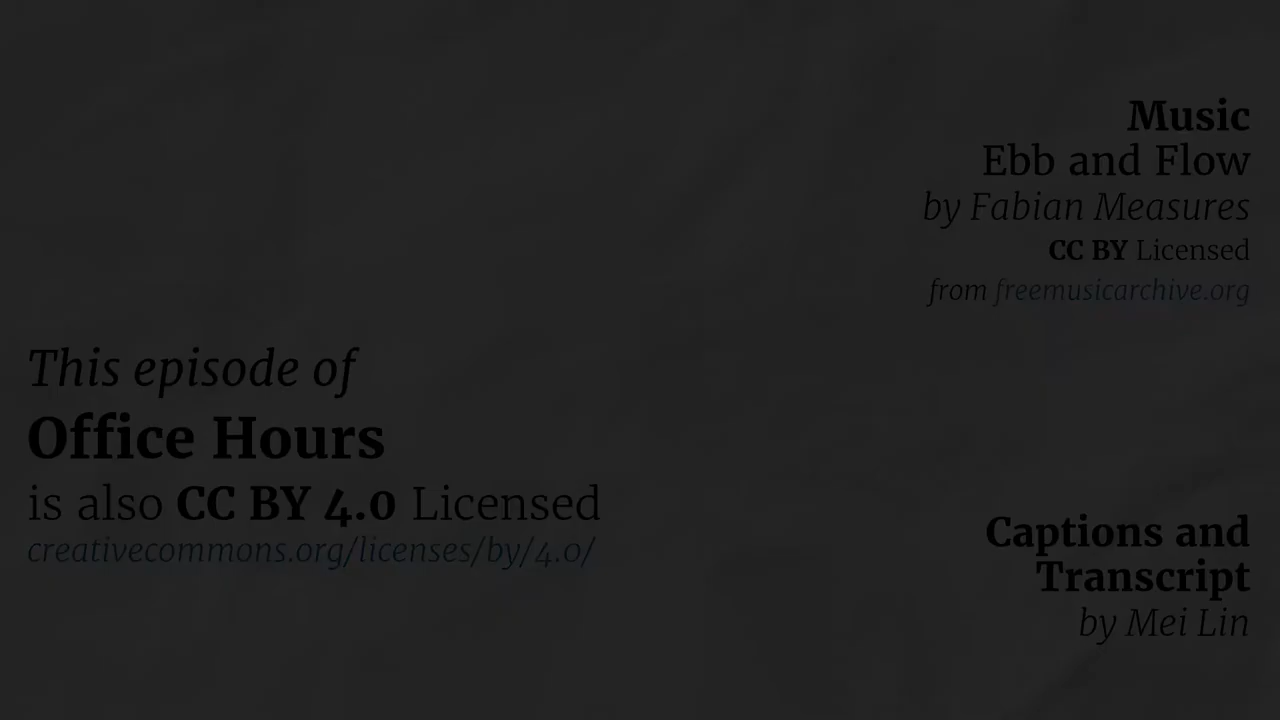 Music
Ebb and Flow
by Fabian Measures
CC BY Licensed
from freemusicarchive.org
This episode of
Office Hours
is also CC BY 4.0 Licensed
creativecommons.org/licenses/by/4.0/
Captions and
Transcript
by Mei Lin